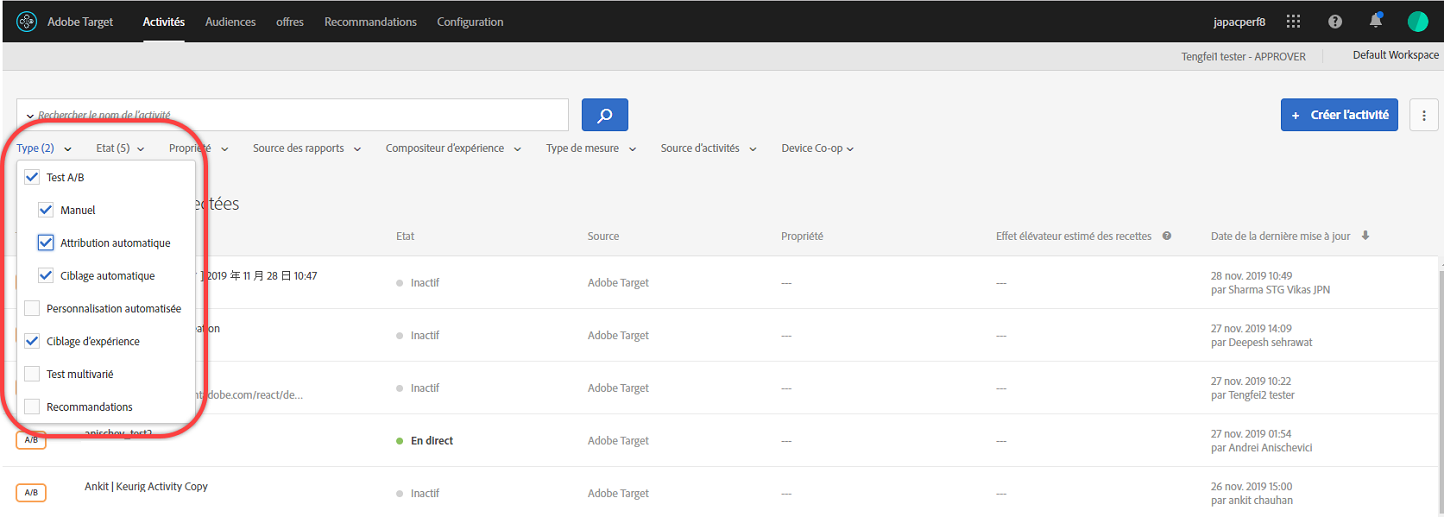 Adobe Target Activités Audiences offres Recommandations Configuration japacperf8
Tengfei1 tester - APPROVER Default Workspace
Rechercher le nom de l'activité
+ Créer l'activité
Type (2) Etat (5) Propriété Source des rapports Compositeur d'expérience Type de mesure Source d'activités Device Co-op
Test A/B
Manuel
Attribution automatique
Ciblage automatique
Personnalisation automatisée
Ciblage d'expérience
Test multivarié
Recommandations
ectées
Etat Source Propriété Effet élévateur estimé des recettes Date de la dernière mise à jour
] 2019 年 11 月 28 日 10:47 Inactif Adobe Target --- --- 28 nov. 2019 10:49
par Sharma STG Vikas JPN
eation Inactif Adobe Target --- --- 27 nov. 2019 14:09
par Deepesh sehrawat
Inactif Adobe Target --- --- 27 nov. 2019 10:22
adobe.com/react/de... par Tengfei2 tester
A/B anischev_test2 En direct Adobe Target --- --- 27 nov. 2019 01:54
par Andrei Anischevici
A/B Ankit | Keurig Activity Copy Inactif Adobe Target --- --- 26 nov. 2019 15:00
par ankit chauhan